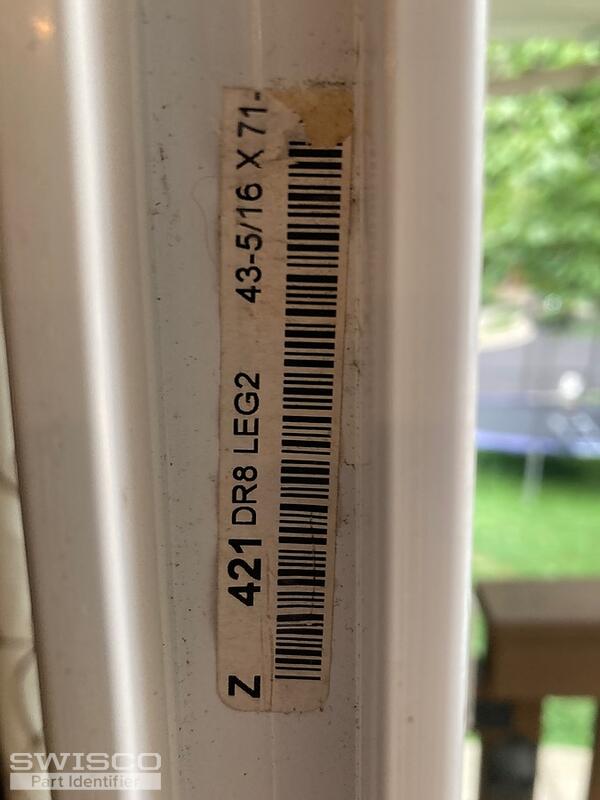 Z 421 DR8 LEG2 43-5/16 X 71-
SWISCO
Part Identifier